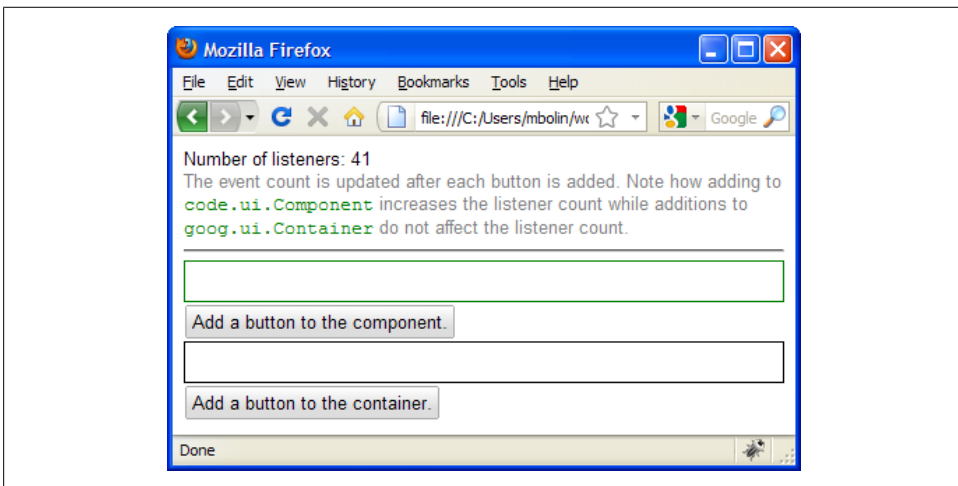 Mozilla Firefox
File Edit View History Bookmarks Tools Help
file:///C:/Users/mbolin/wc Google
Number of listeners: 41
The event count is updated after each button is added. Note how adding to
code.ui.Component increases the listener count while additions to
goog.ui.Container do not affect the listener count.
Add a button to the component.
Add a button to the container.
Done